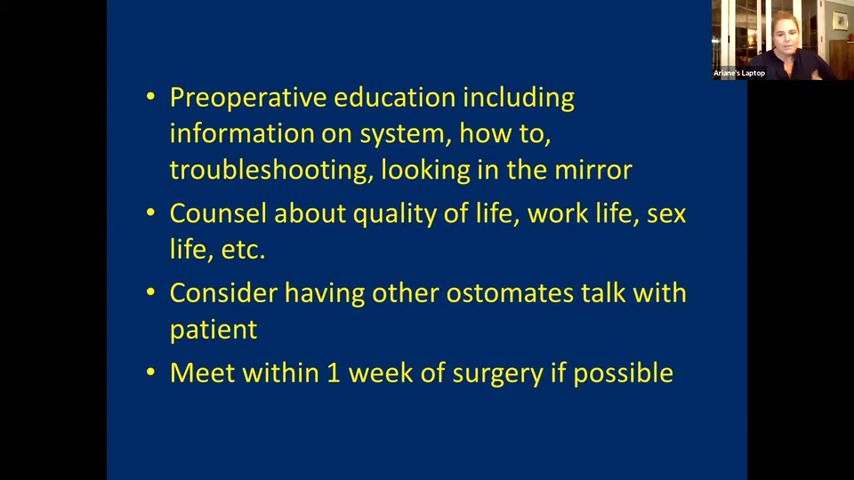 Ariane's Laptop
• Preoperative education including
information on system, how to,
troubleshooting, looking in the mirror
• Counsel about quality of life, work life, sex
life, etc.
• Consider having other ostomates talk with
patient
• Meet within 1 week of surgery if possible